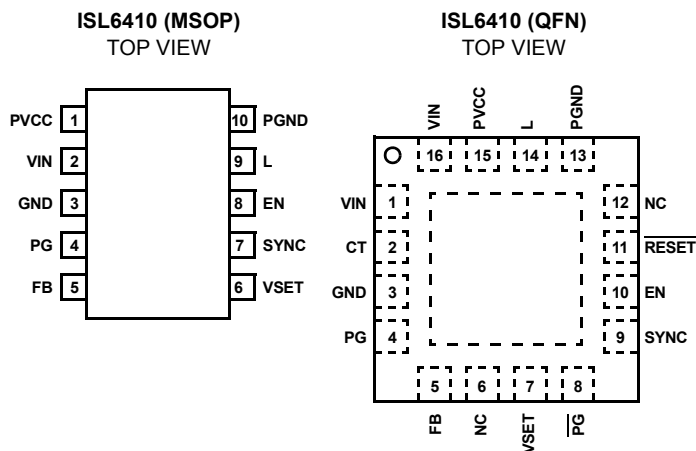 ISL6410 (MSOP)
TOP VIEW
PVCC 1 10 PGND
VIN 2 9 L
GND 3 8 EN
PG 4 7 SYNC
FB 5 6 VSET
ISL6410 (QFN)
TOP VIEW
VIN PVCC L PGND
16 15 14 13
VIN 1 12 NC
CT 2 11 RESET
GND 3 10 EN
PG 4 9 SYNC
5 6 7 8
FB NC VSET PG